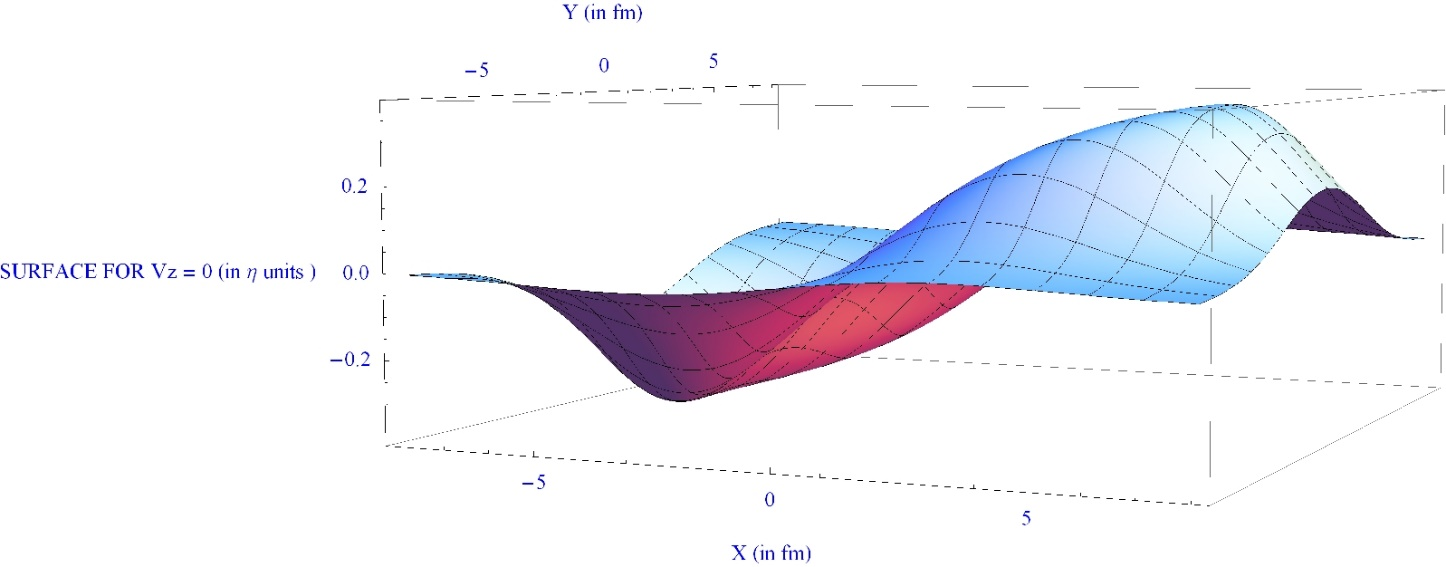 Y (in fm)
−5 0 5
0.2
SURFACE FOR Vz = 0 (in η units )
0.0
−0.2
−5
0
5
X (in fm)